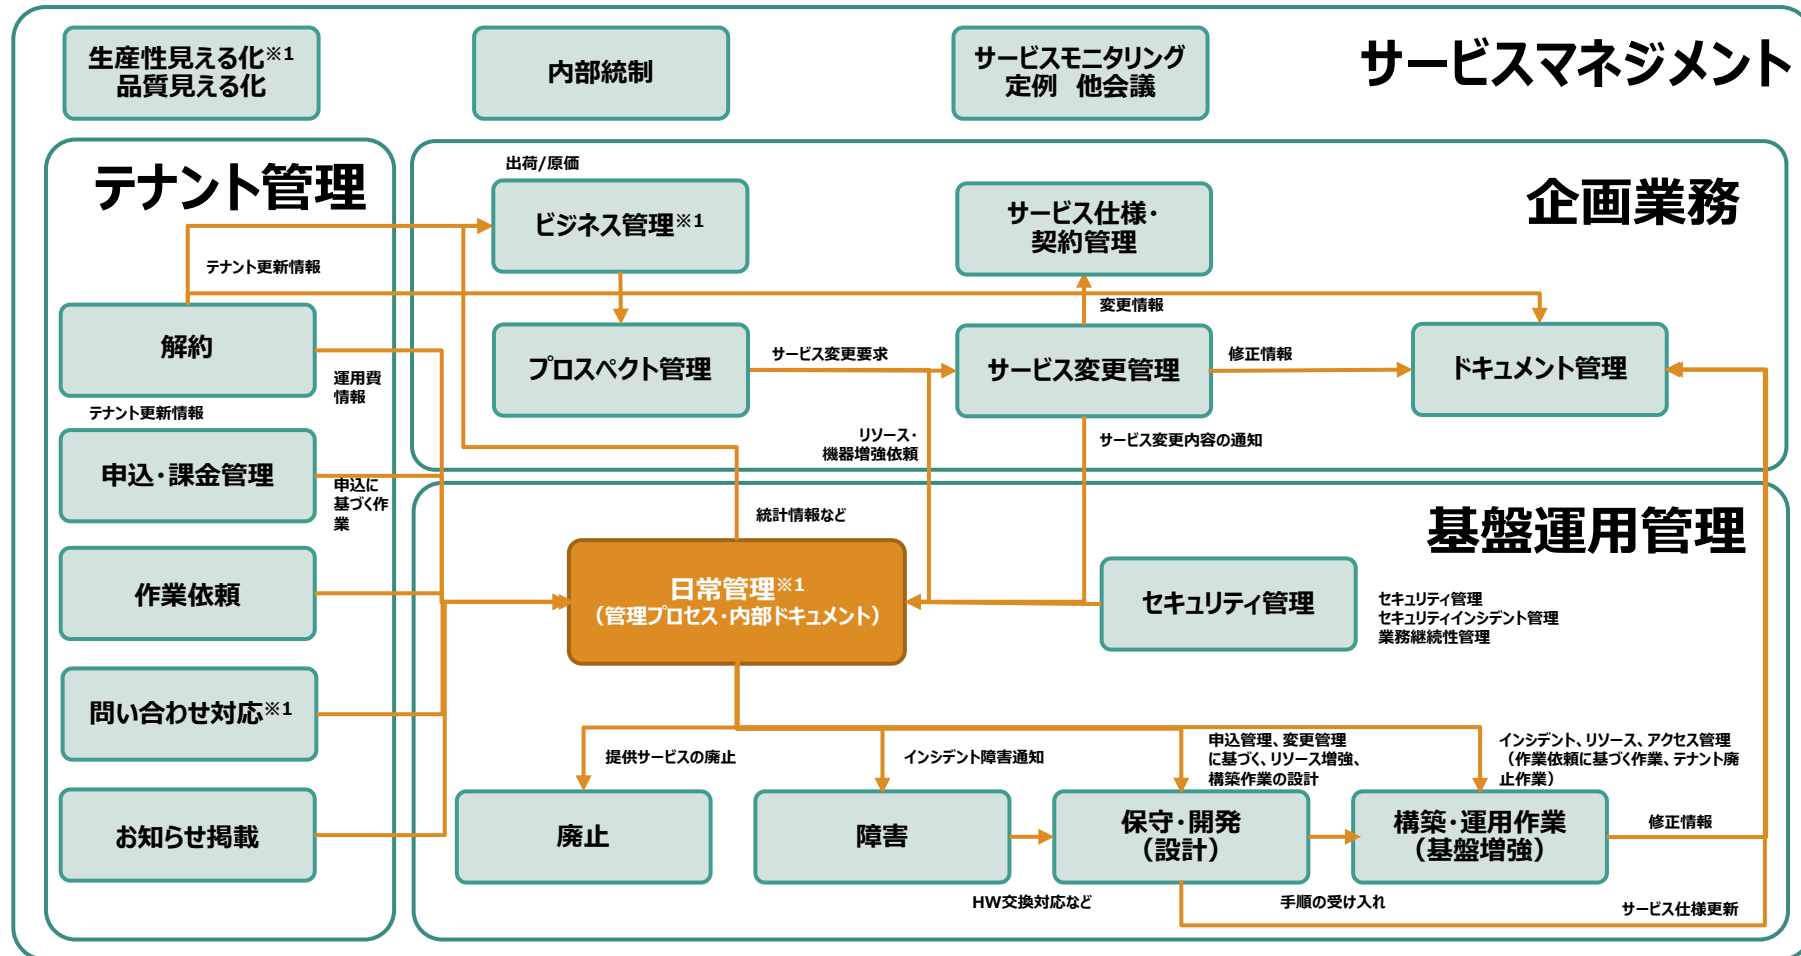 サービスマネジメント
生産性見える化※1
品質見える化
内部統制
サービスモニタリング
定例 他会議
テナント管理
テナント更新情報
解約
運用費
情報
テナント更新情報
申込・課金管理
申込に
基づく作
業
作業依頼
問い合わせ対応※1
お知らせ掲載
企画業務
出荷/原価
ビジネス管理※1
サービス仕様・
契約管理
変更情報
プロスペクト管理
サービス変更要求
サービス変更管理
修正情報
ドキュメント管理
リソース・
機器増強依頼
サービス変更内容の通知
基盤運用管理
統計情報など
日常管理※1
（管理プロセス・内部ドキュメント）
セキュリティ管理
セキュリティ管理
セキュリティインシデント管理
業務継続性管理
提供サービスの廃止
インシデント障害通知
申込管理、変更管理
に基づく、リソース増強、
構築作業の設計
インシデント、リソース、アクセス管理
（作業依頼に基づく作業、テナント廃
止作業）
廃止
障害
保守・開発
（設計）
構築・運用作業
（基盤増強）
修正情報
HW交換対応など
手順の受け入れ
サービス仕様更新